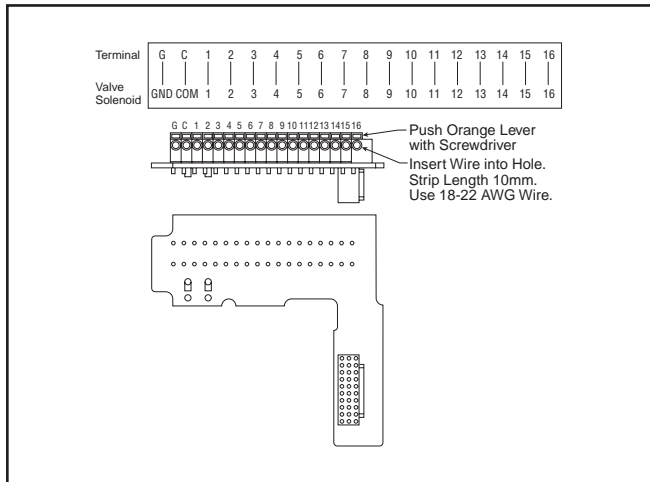 Terminal G C 1 2 3 4 5 6 7 8 9 10 11 12 13 14 15 16
Valve
Solenoid GND COM 1 2 3 4 5 6 7 8 9 10 11 12 13 14 15 16
G C 1 2 3 4 5 6 7 8 9 10 11 12 13 14 15 16
Push Orange Lever
with Screwdriver
Insert Wire into Hole.
Strip Length 10mm.
Use 18-22 AWG Wire.